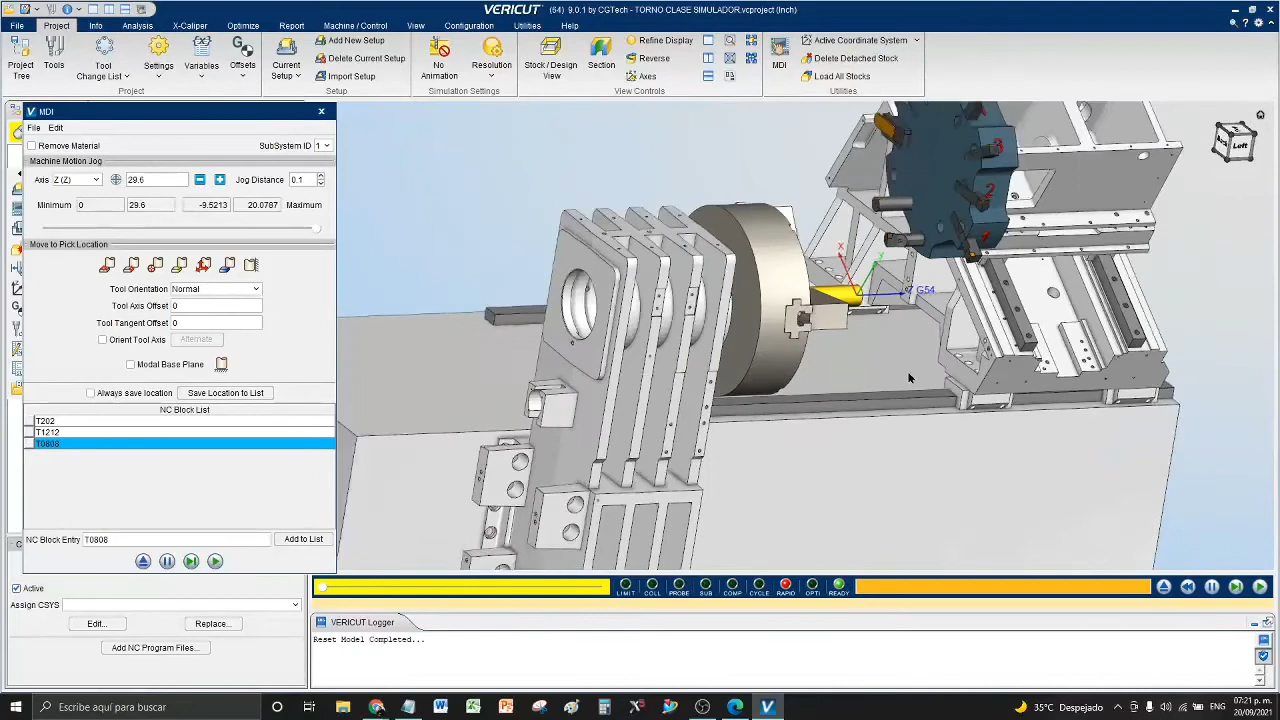 VERICUT (64) 9.0.1 by CGTech - TORNO CLASE SIMULADOR.vcproject (Inch)
File Project Info Analysis X-Caliper Optimize Report Machine / Control View Configuration Utilities Help
Project Tree
Tools
Tool Change List
Settings
Variables
Offsets
Project
Current Setup
Add New Setup
Delete Current Setup
Import Setup
Setup
No Animation
Resolution
Simulation Settings
Stock / Design View
Section
Refine Display
Reverse
Axes
View Controls
MDI
Active Coordinate System
Delete Detached Stock
Load All Stocks
Utilities
MDI
File Edit
Remove Material SubSystem ID 1
Machine Motion Jog
Axis Z (Z) 29.6 Jog Distance 0.1
Minimum 0 29.6 -9.5213 20.0787 Maximum
Move to Pick Location
Tool Orientation Normal
Tool Axis Offset 0
Tool Tangent Offset 0
Orient Tool Axis Alternate
Modal Base Plane
Always save location Save Location to List
NC Block List
T202
T1212
T0808
NC Block Entry T0808 Add to List
Active
Assign CSYS
Edit... Replace...
Add NC Program Files...
3
2
X
Y
Z G54
Left
LIMIT COLL PROBE SUB COMP CYCLE RAPID OPTI READY
VERICUT Logger
Reset Model Completed...
Escribe aquí para buscar
35°C Despejado
ENG
07:21 p. m.
20/09/2021